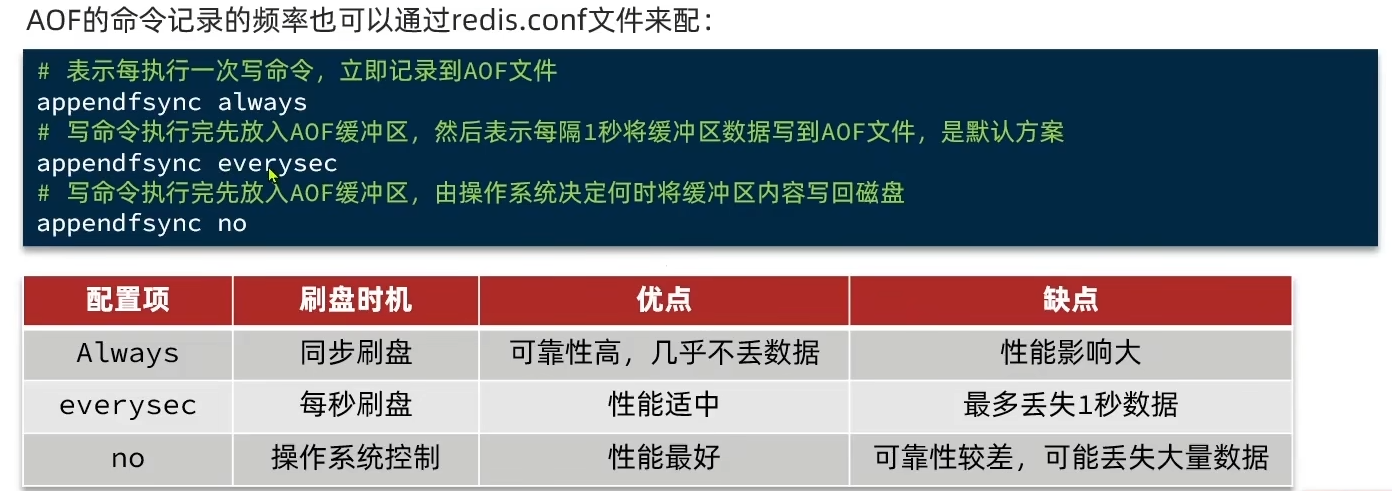 AOF的命令记录的频率也可以通过redis.conf文件来配：
# 表示每执行一次写命令，立即记录到AOF文件
appendfsync always
# 写命令执行完先放入AOF缓冲区，然后表示每隔1秒将缓冲区数据写到AOF文件，是默认方案
appendfsync everysec
# 写命令执行完先放入AOF缓冲区，由操作系统决定何时将缓冲区内容写回磁盘
appendfsync no
配置项 刷盘时机 优点 缺点
Always 同步刷盘 可靠性高，几乎不丢数据 性能影响大
everysec 每秒刷盘 性能适中 最多丢失1秒数据
no 操作系统控制 性能最好 可靠性较差，可能丢失大量数据